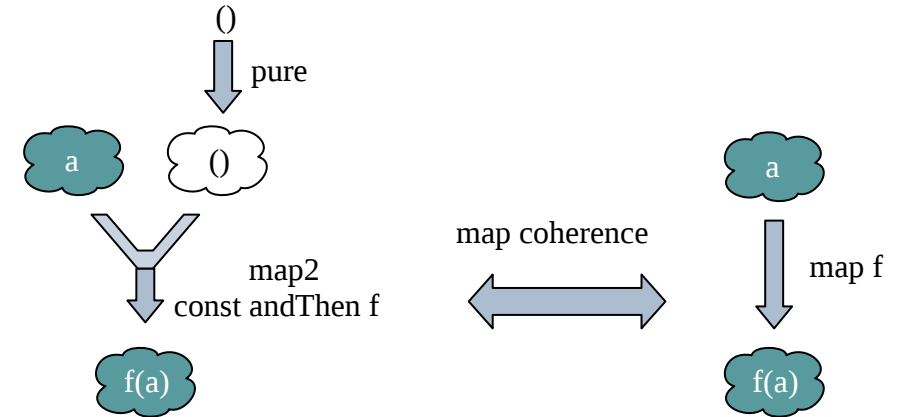 ()
pure
a
()
map2
const andThen f
f(a)
map coherence
a
map f
f(a)